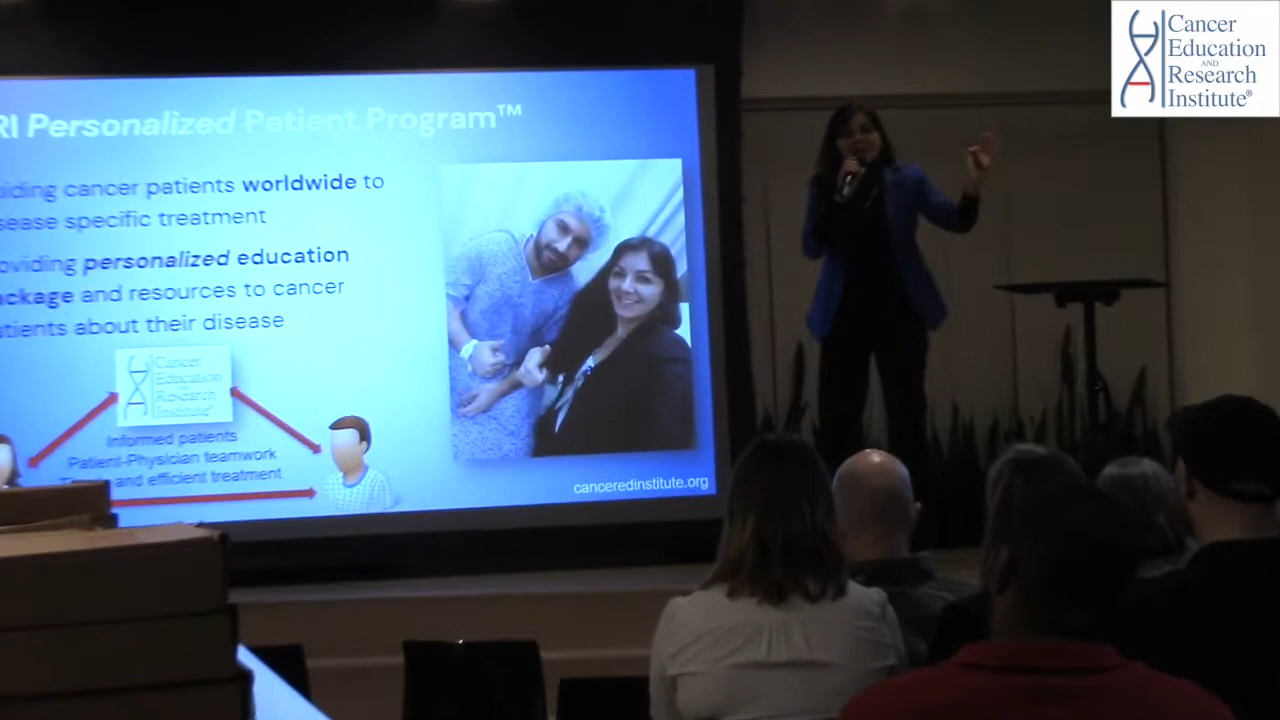 RI Personalized Patient Program™
iding cancer patients worldwide to
sease specific treatment
oviding personalized education
ackage and resources to cancer
atients about their disease
Cancer
Education
Research
Institute®
Informed patients
Patient-Physician teamwork
and efficient treatment
canceredinstitute.org
Cancer
Education
AND
Research
Institute®